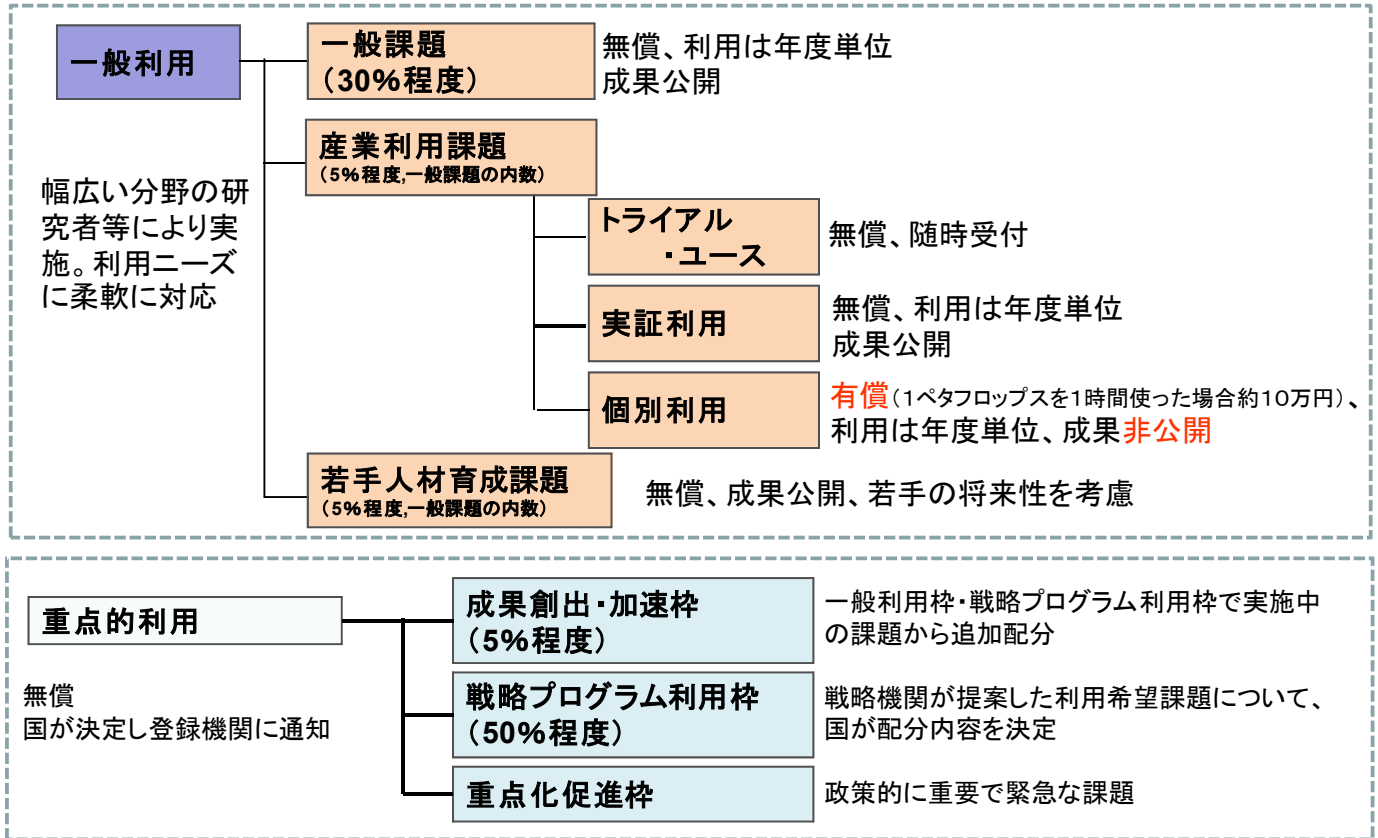 一般利用
幅広い分野の研
究者等により実
施。利用ニーズ
に柔軟に対応
一般課題
(30%程度)
無償、利用は年度単位
成果公開
産業利用課題
(5%程度,一般課題の内数)
トライアル
・ユース
無償、随時受付
実証利用
無償、利用は年度単位
成果公開
個別利用
有償(1ペタフロップスを1時間使った場合約10万円)、
利用は年度単位、成果非公開
若手人材育成課題
(5%程度,一般課題の内数)
無償、成果公開、若手の将来性を考慮
重点的利用
無償
国が決定し登録機関に通知
成果創出・加速枠
(5%程度)
一般利用枠・戦略プログラム利用枠で実施中
の課題から追加配分
戦略プログラム利用枠
(50%程度)
戦略機関が提案した利用希望課題について、
国が配分内容を決定
重点化促進枠
政策的に重要で緊急な課題